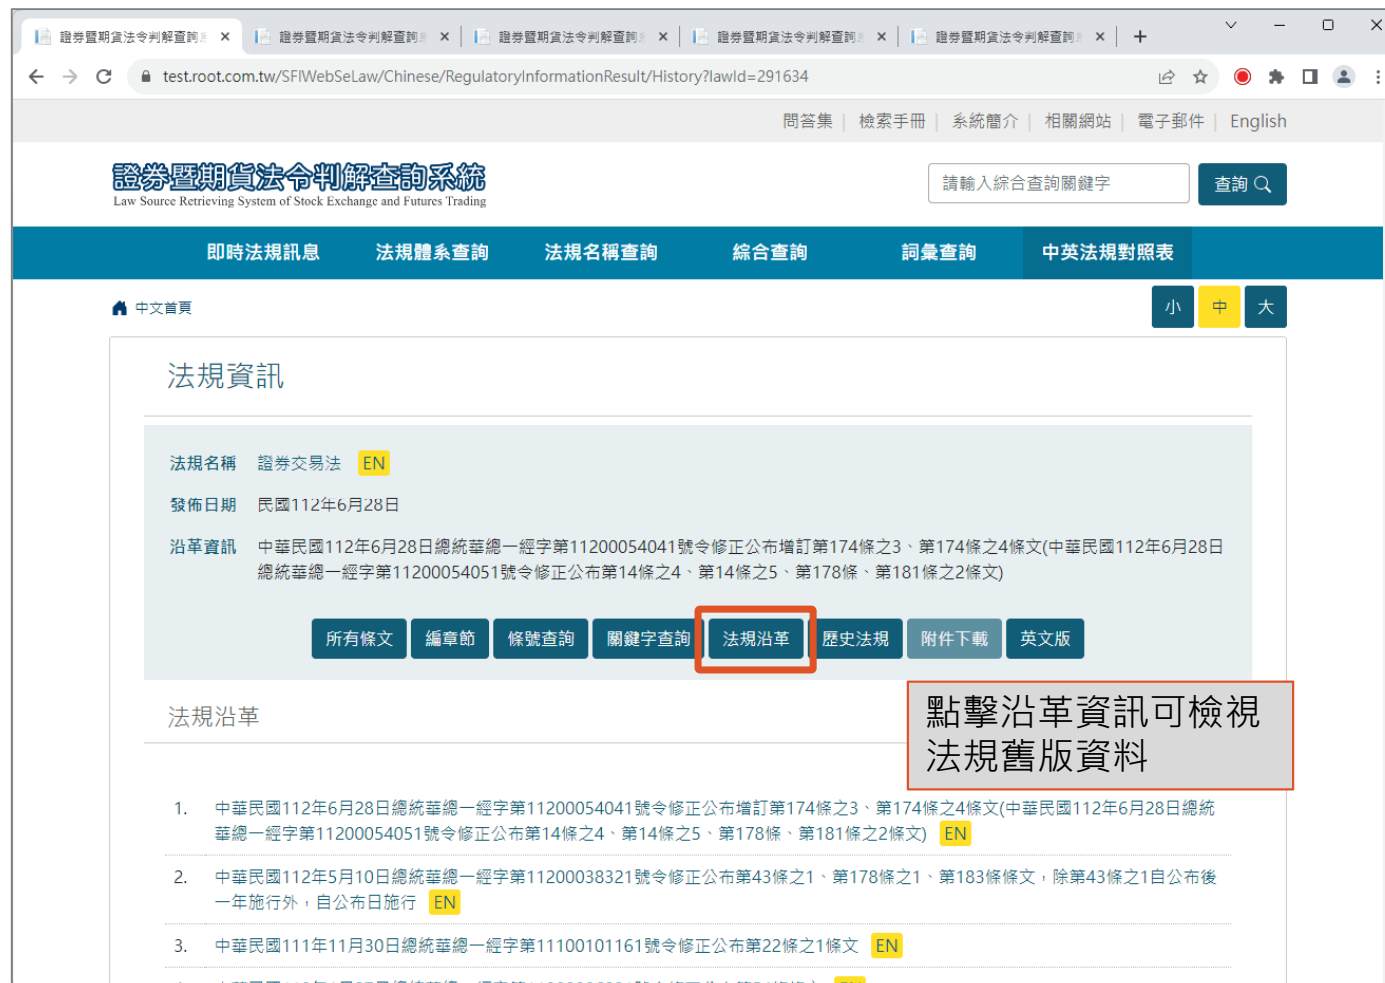 證券暨期貨法令判解查詢 證券暨期貨法令判解查詢 證券暨期貨法令判解查詢 證券暨期貨法令判解查詢 證券暨期貨法令判解查詢
test.root.com.tw/SFIWebSeLaw/Chinese/RegulatoryInformationResult/History?lawId=291634
問答集 | 檢索手冊 | 系統簡介 | 相關網站 | 電子郵件 | English
證券暨期貨法令判解查詢系統
Law Source Retrieving System of Stock Exchange and Futures Trading
請輸入綜合查詢關鍵字 查詢
即時法規訊息 法規體系查詢 法規名稱查詢 綜合查詢 詞彙查詢 中英法規對照表
中文首頁 小 中 大
法規資訊
法規名稱 證券交易法 EN
發佈日期 民國112年6月28日
沿革資訊 中華民國112年6月28日總統華總一經字第11200054041號令修正公布增訂第174條之3、第174條之4條文(中華民國112年6月28日
總統華總一經字第11200054051號令修正公布第14條之4、第14條之5、第178條、第181條之2條文)
所有條文 編章節 條號查詢 關鍵字查詢 法規沿革 歷史法規 附件下載 英文版
法規沿革
點擊沿革資訊可檢視
法規舊版資料
1. 中華民國112年6月28日總統華總一經字第11200054041號令修正公布增訂第174條之3、第174條之4條文(中華民國112年6月28日總統
華總一經字第11200054051號令修正公布第14條之4、第14條之5、第178條、第181條之2條文) EN
2. 中華民國112年5月10日總統華總一經字第11200038321號令修正公布第43條之1、第178條之1、第183條條文，除第43條之1自公布後
一年施行外，自公布日施行 EN
3. 中華民國111年11月30日總統華總一經字第11100101161號令修正公布第22條之1條文 EN